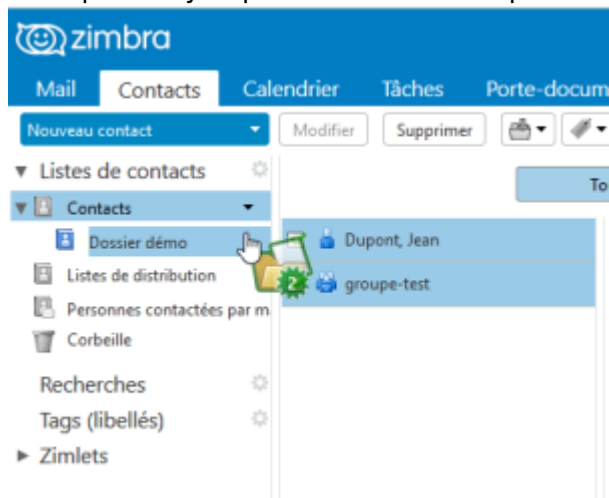 zimbra
Mail Contacts Calendrier Tâches Porte-docum
Nouveau contact Modifier Supprimer
Listes de contacts
To
Contacts
Dossier démo
Dupont, Jean
2
groupe-test
Listes de distribution
Personnes contactées par m
Corbeille
Recherches
Tags (libellés)
Zimlets